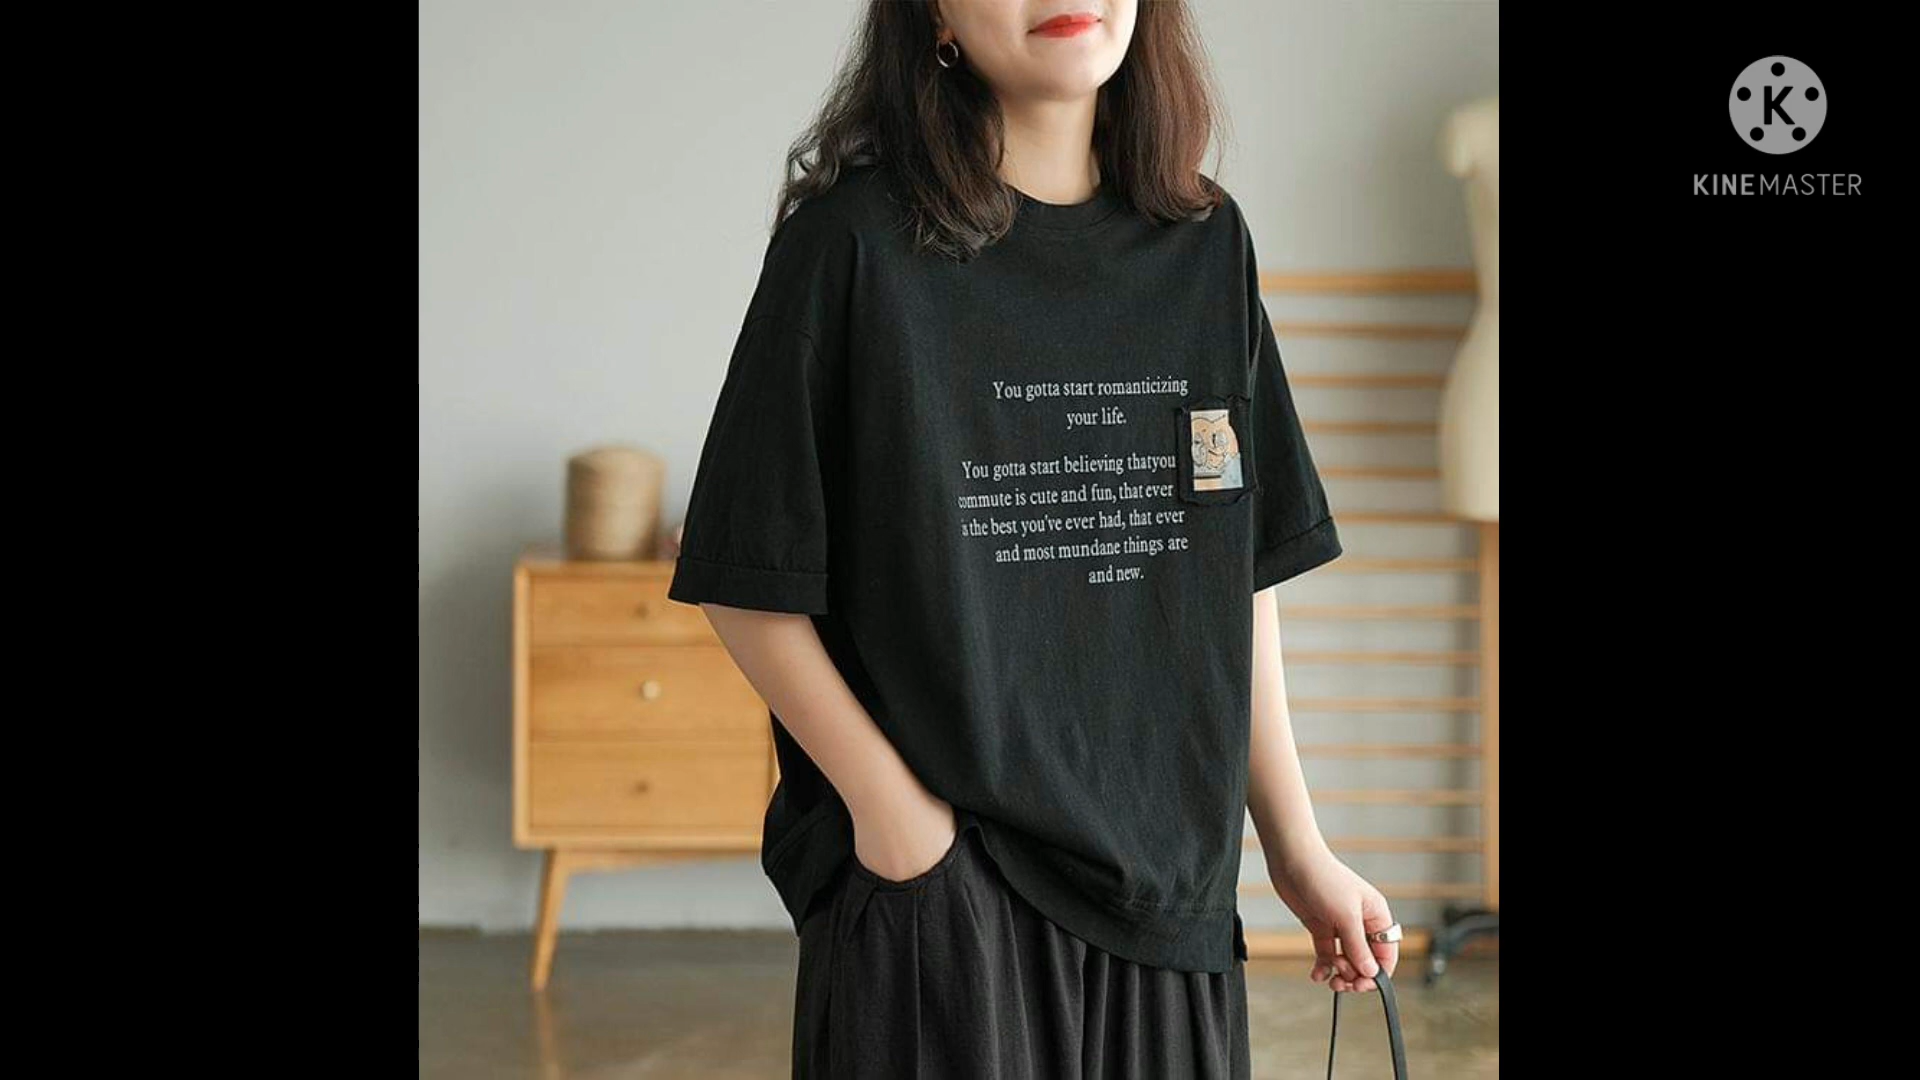 You gotta start romanticizing
your life.
You gotta start believing thatyou
commute is cute and fun, that ever
is the best you've ever had, that ever
and most mundane things are
and new.
K
KINEMASTER